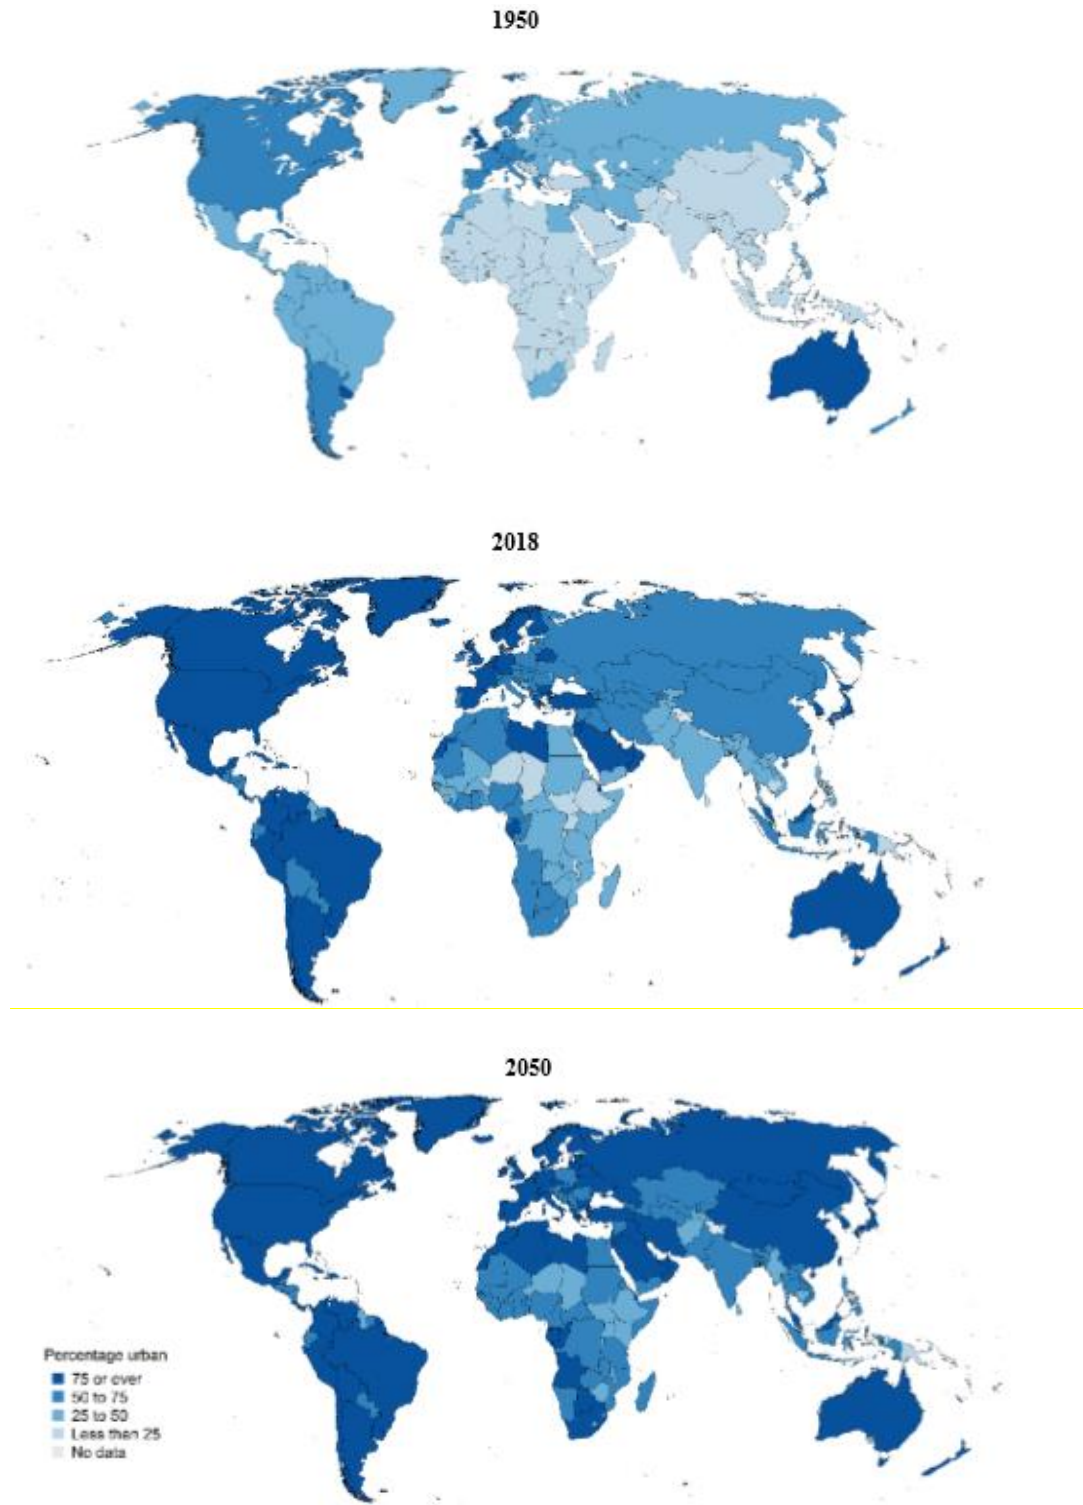 1950
2018
2050
Percentage urban
75 or over
50 to 75
25 to 50
Less than 25
No data